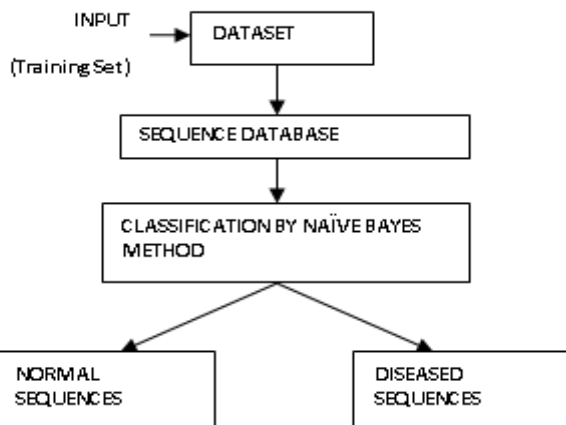 INPUT
(Training Set)
DATASET
SEQUENCE DATABASE
CLASSIFICATION BY NAÏVE BAYES
METHOD
NORMAL
SEQUENCES
DISEASED
SEQUENCES